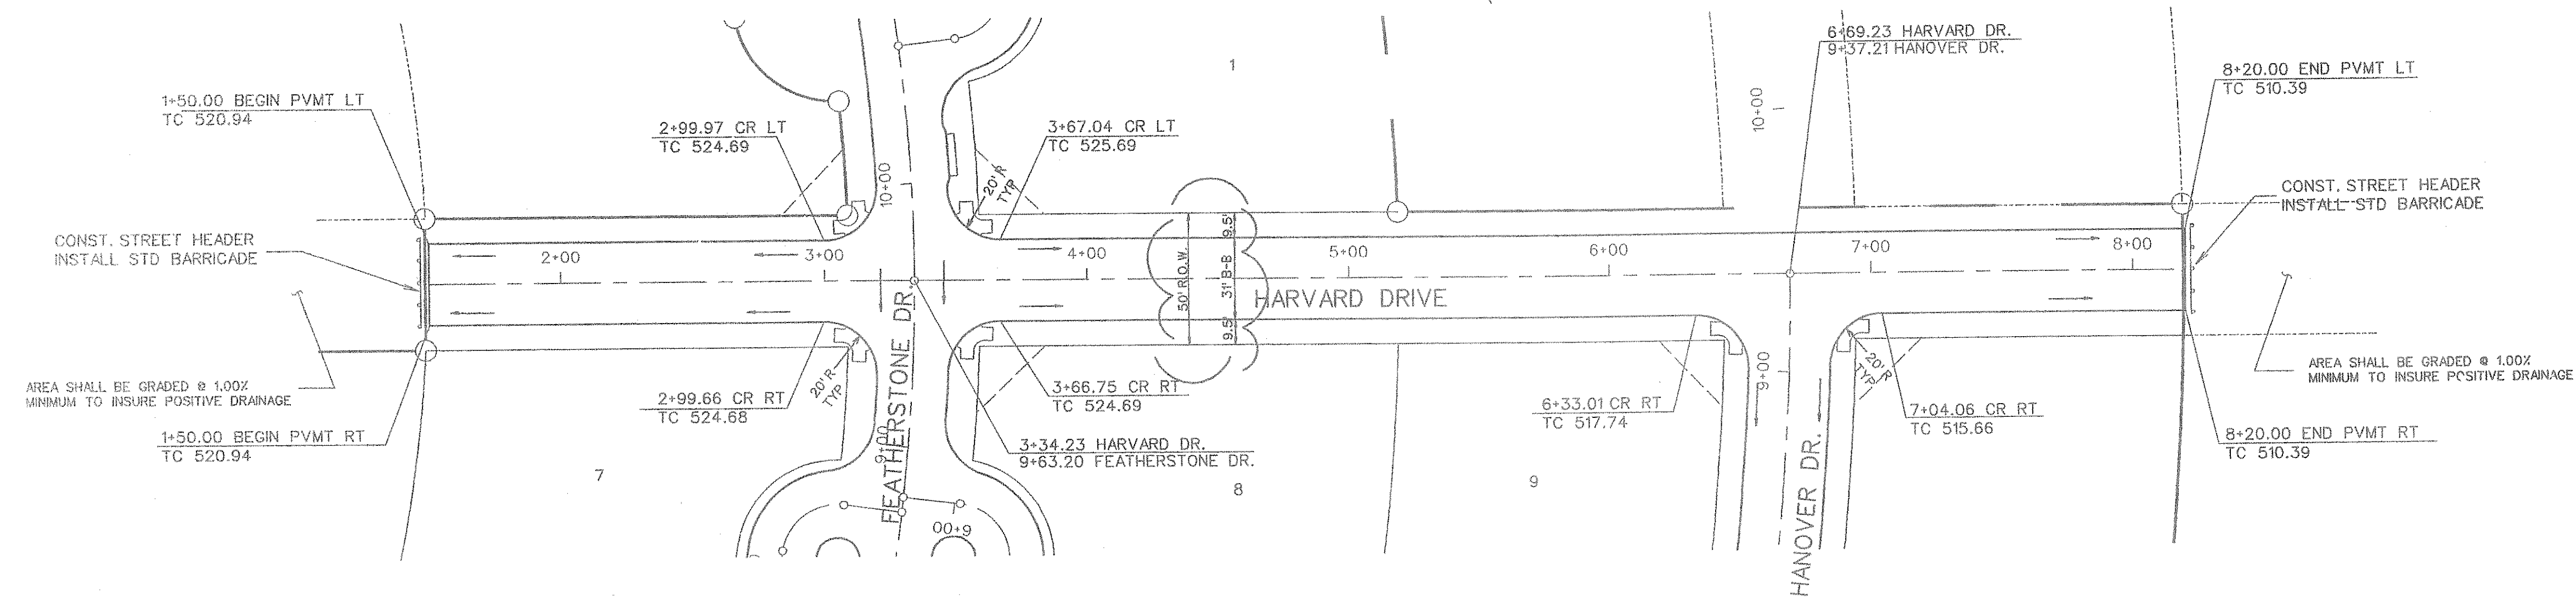 1+50.00 BEGIN PVMT LT
TC 520.94
2+99.97 CR LT
TC 524.69
3+67.04 CR LT
TC 525.69
1
6+69.23 HARVARD DR.
9+37.21 HANOVER DR.
8+20.00 END PVMT LT
TC 510.39
10+00
10+00
20'R
TYP
CONST. STREET HEADER
INSTALL STD BARRICADE
CONST. STREET HEADER
INSTALL STD BARRICADE
2+00
3+00
4+00
5+00
6+00
7+00
8+00
50' R.O.W.
9.5'
31' B-B
9.5'
HARVARD DRIVE
FEATHERSTONE DR.
HANOVER DR.
9+00
9+00
9+00
AREA SHALL BE GRADED @ 1.00%
MINIMUM TO INSURE POSITIVE DRAINAGE
AREA SHALL BE GRADED @ 1.00%
MINIMUM TO INSURE POSITIVE DRAINAGE
20'R
TYP
20'R
TYP
1+50.00 BEGIN PVMT RT
TC 520.94
2+99.66 CR RT
TC 524.68
3+66.75 CR RT
TC 524.69
3+34.23 HARVARD DR.
9+63.20 FEATHERSTONE DR.
6+33.01 CR RT
TC 517.74
7+04.06 CR RT
TC 515.66
8+20.00 END PVMT RT
TC 510.39
7
8
9